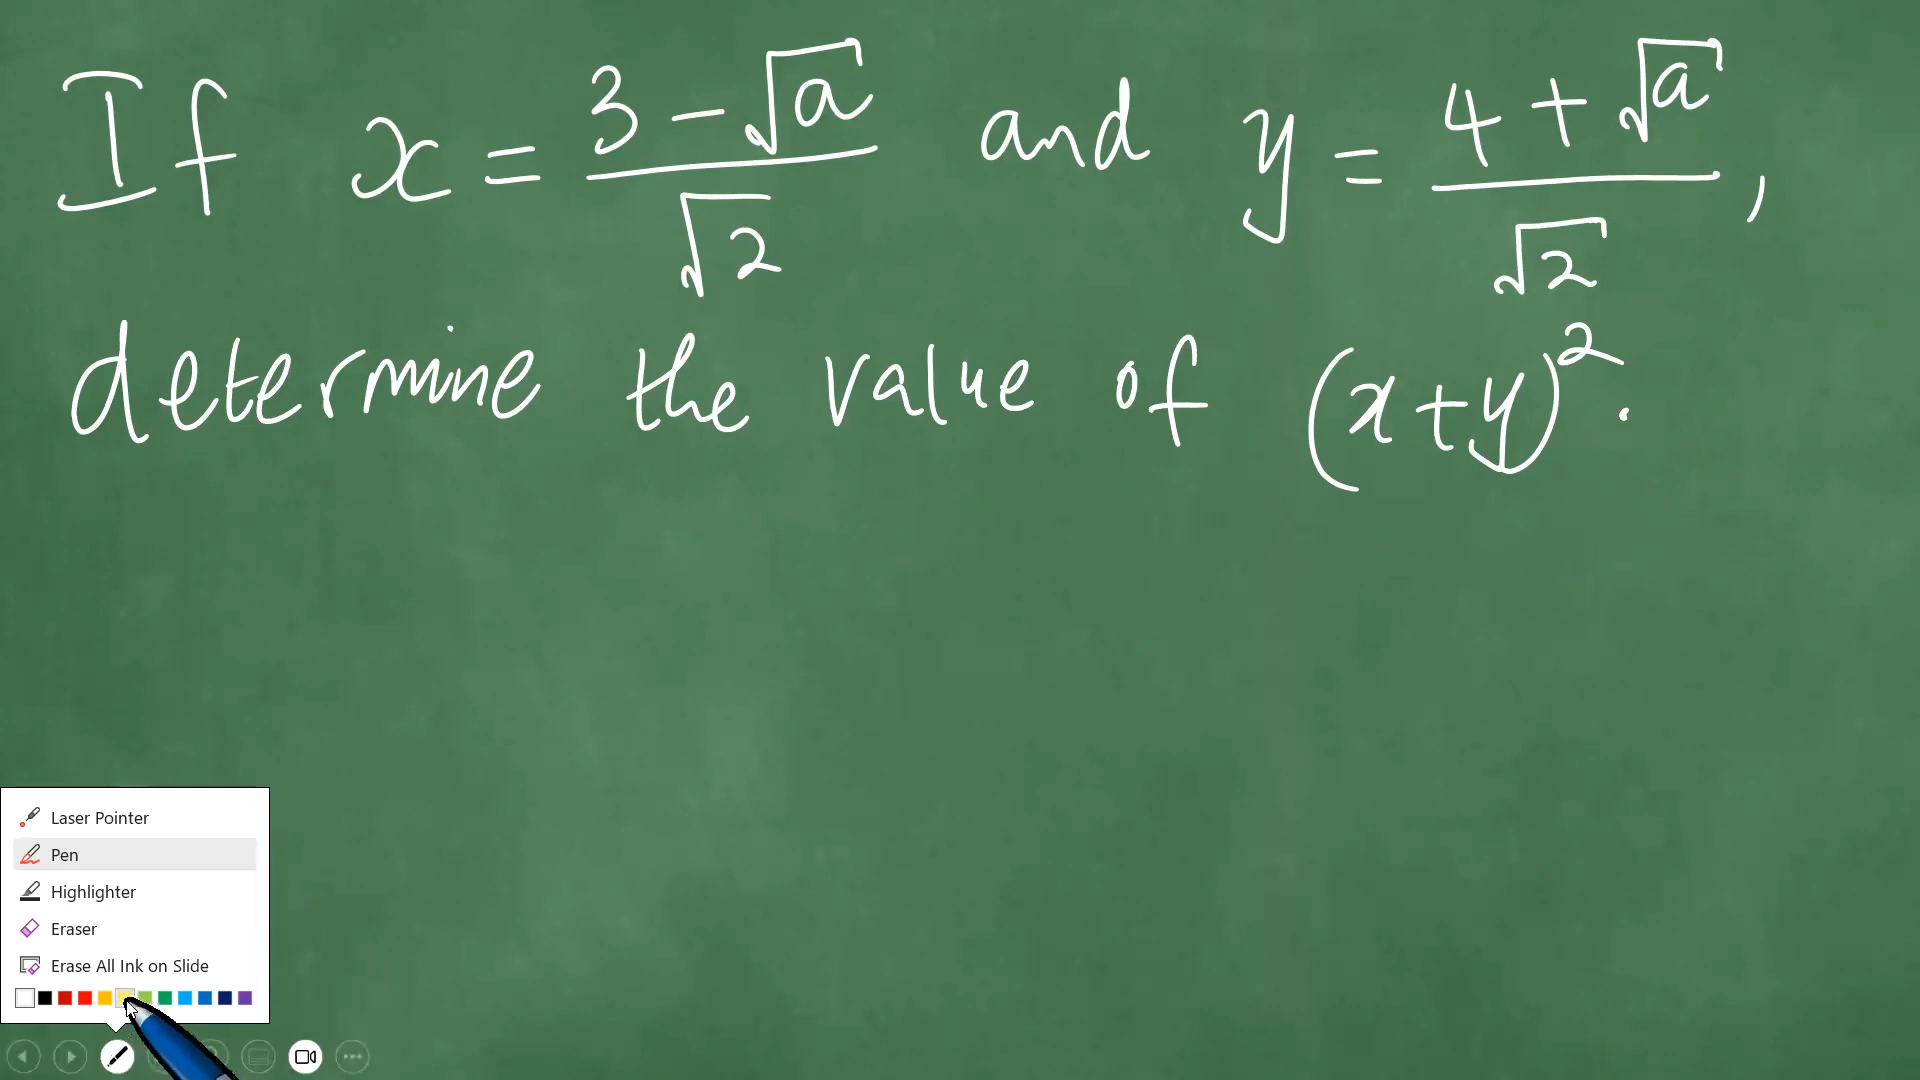 If x = (3 - √a)/√2 and y = (4 + √a)/√2,
determine the value of (x+y)².
Laser Pointer
Pen
Highlighter
Eraser
Erase All Ink on Slide